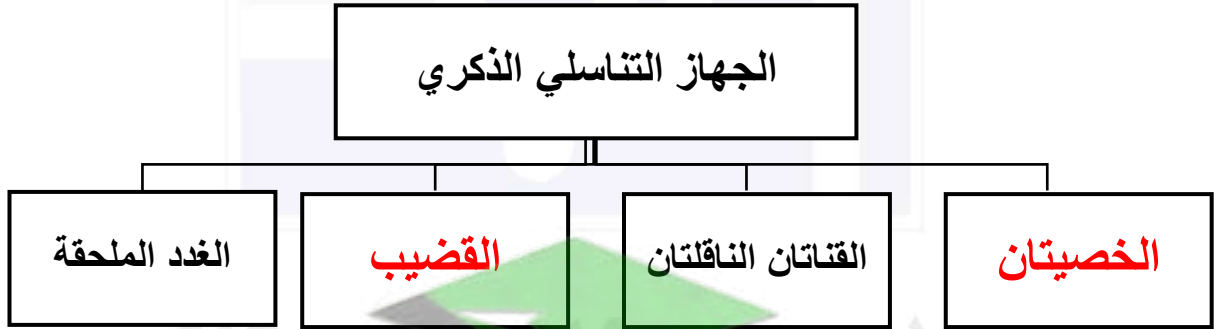 الجهاز التناسلي الذكري
الخصيتان
القناتان الناقلتان
القضيب
الغدد الملحقة